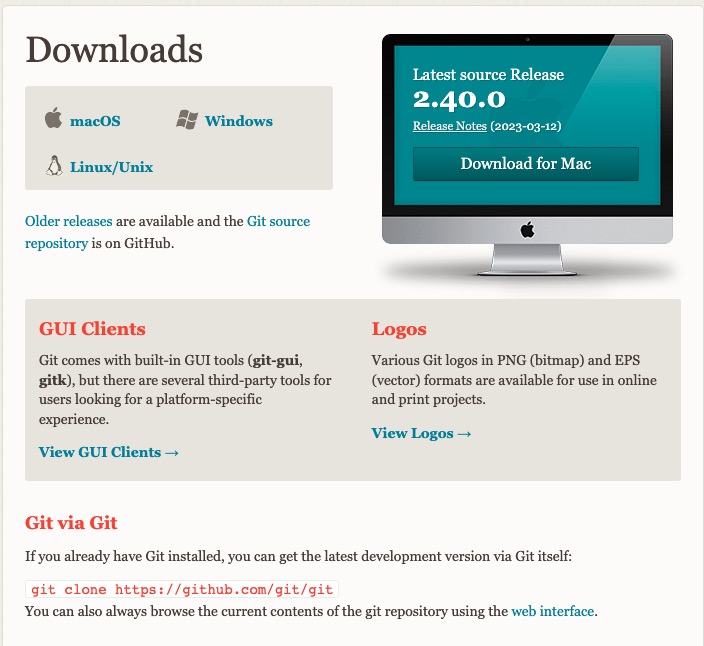 Downloads
macOS
Windows
Linux/Unix
Older releases are available and the Git source
repository is on GitHub.
Latest source Release
2.40.0
Release Notes (2023-03-12)
Download for Mac
GUI Clients
Git comes with built-in GUI tools (git-gui,
gitk), but there are several third-party tools for
users looking for a platform-specific
experience.
View GUI Clients →
Logos
Various Git logos in PNG (bitmap) and EPS
(vector) formats are available for use in online
and print projects.
View Logos →
Git via Git
If you already have Git installed, you can get the latest development version via Git itself:
git clone https://github.com/git/git
You can also always browse the current contents of the git repository using the web interface.